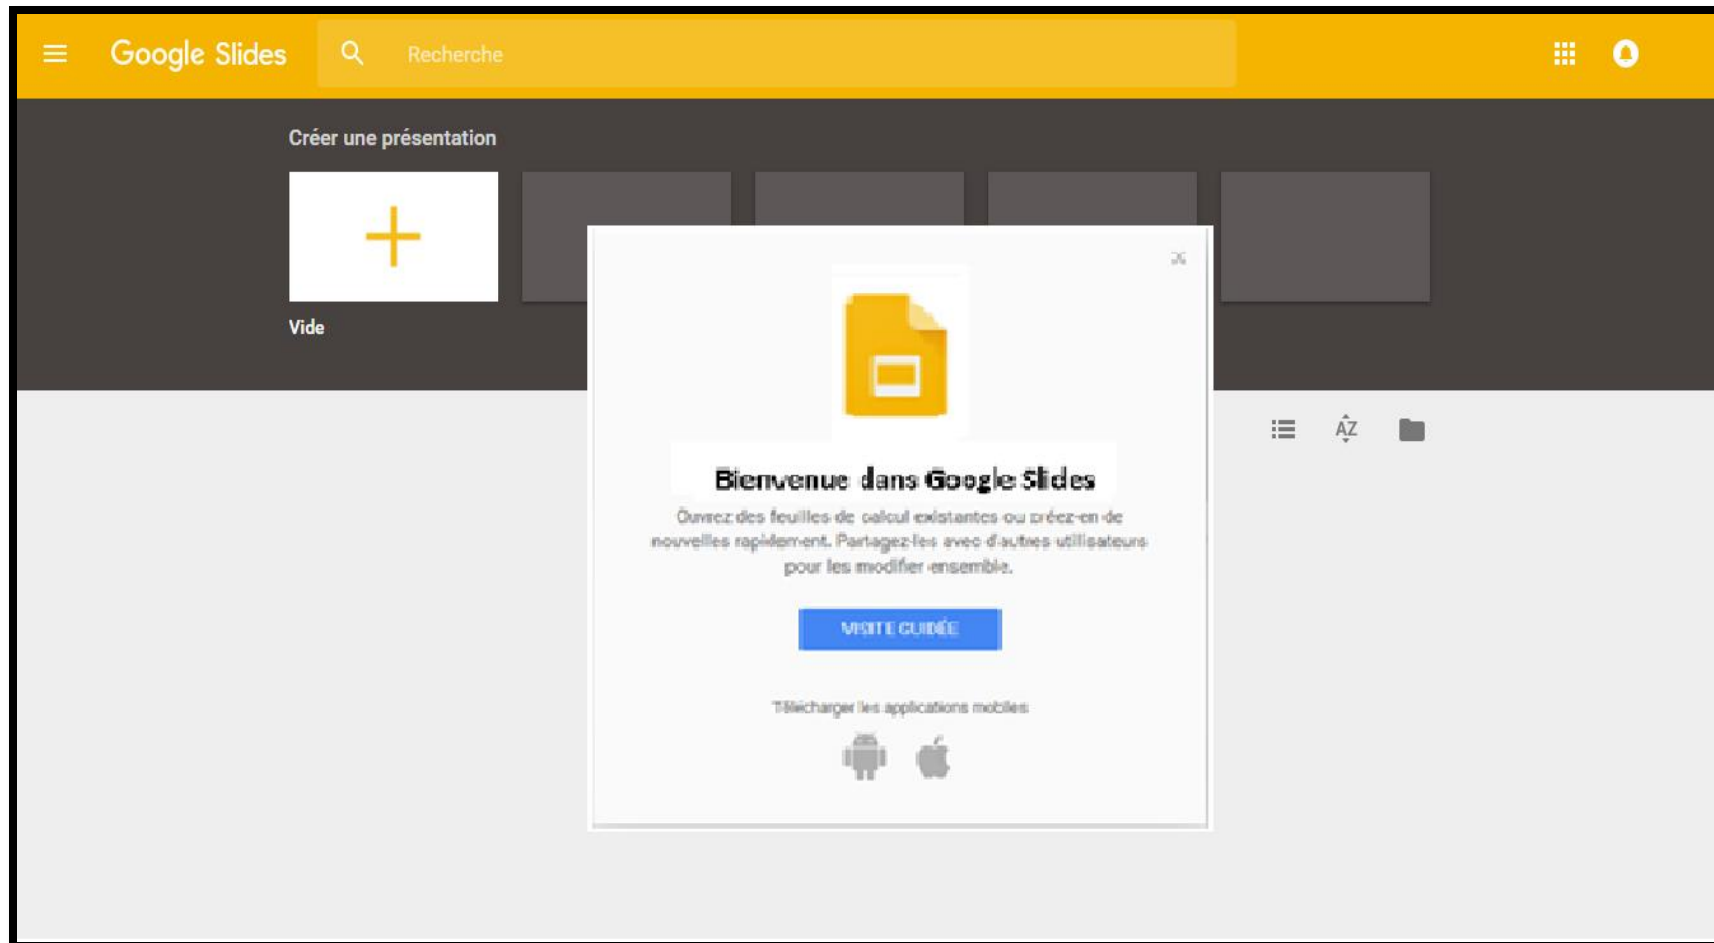 Google Slides
Recherche
Créer une présentation
Vide
AZ
Bienvenue dans Google Slides
Ouvrez des feuilles de calcul existantes ou créez-en de
nouvelles rapidement. Partagez-les avec d'autres utilisateurs
pour les modifier ensemble.
VISITE GUIDÉE
Télécharger les applications mobiles